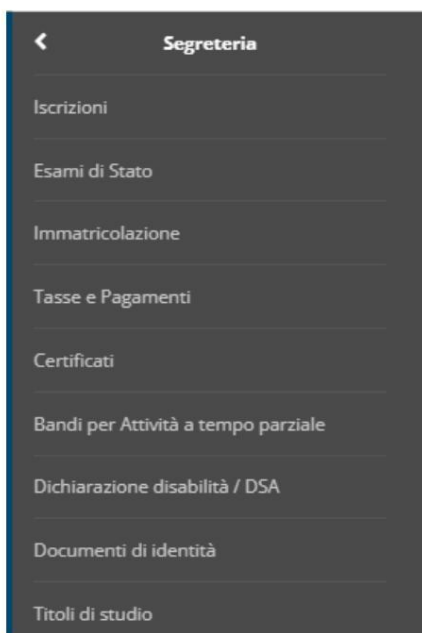 Segreteria
Iscrizioni
Esami di Stato
Immatricolazione
Tasse e Pagamenti
Certificati
Bandi per Attività a tempo parziale
Dichiarazione disabilità / DSA
Documenti di identità
Titoli di studio